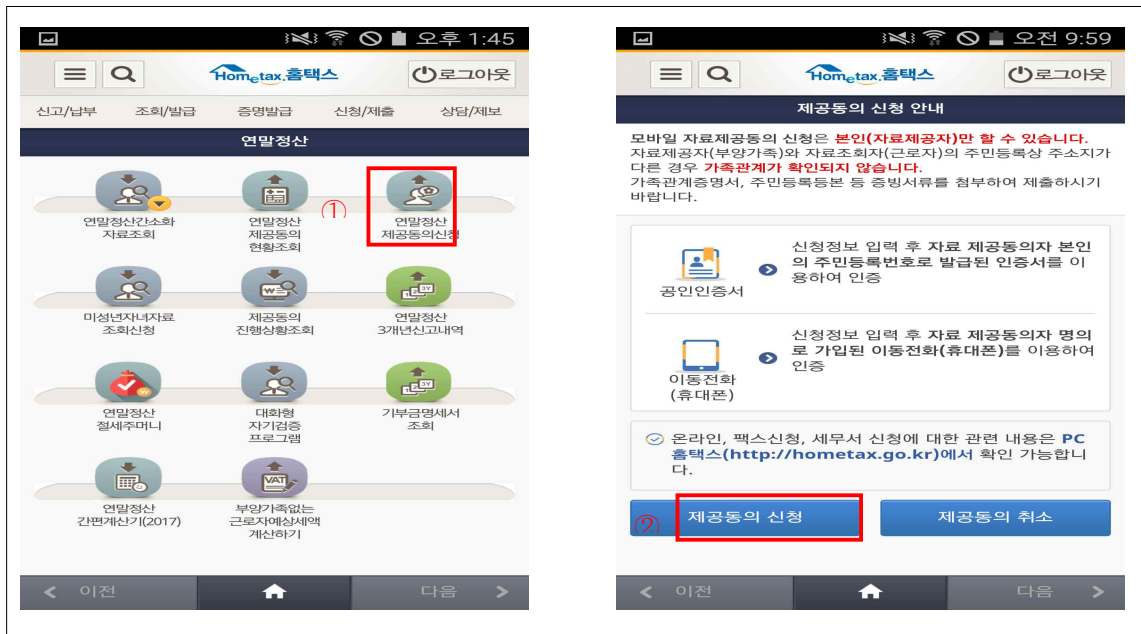 오후 1:45
Hometax.홈택스
로그아웃
신고/납부 조회/발급 증명발급 신청/제출 상담/제보
연말정산
①
연말정산간소화
자료조회
연말정산
제공동의
현황조회
연말정산
제공동의신청
미성년자녀자료
조회신청
제공동의
진행상황조회
연말정산
3개년신고내역
연말정산
절세주머니
대화형
자기검증
프로그램
기부금명세서
조회
연말정산
간편계산기(2017)
부양가족없는
근로자예상세액
계산하기
이전
다음
오전 9:59
Hometax.홈택스
로그아웃
제공동의 신청 안내
모바일 자료제공동의 신청은 본인(자료제공자)만 할 수 있습니다.
자료제공자(부양가족)와 자료조회자(근로자)의 주민등록상 주소지가
다른 경우 가족관계가 확인되지 않습니다.
가족관계증명서, 주민등록등본 등 증빙서류를 첨부하여 제출하시기
바랍니다.
공인인증서
신청정보 입력 후 자료 제공동의자 본인
의 주민등록번호로 발급된 인증서를 이
용하여 인증
이동전화
(휴대폰)
신청정보 입력 후 자료 제공동의자 명의
로 가입된 이동전화(휴대폰)를 이용하여
인증
온라인, 팩스신청, 세무서 신청에 대한 관련 내용은 PC
홈택스(http://hometax.go.kr)에서 확인 가능합니
다.
②
제공동의 신청
제공동의 취소
이전
다음